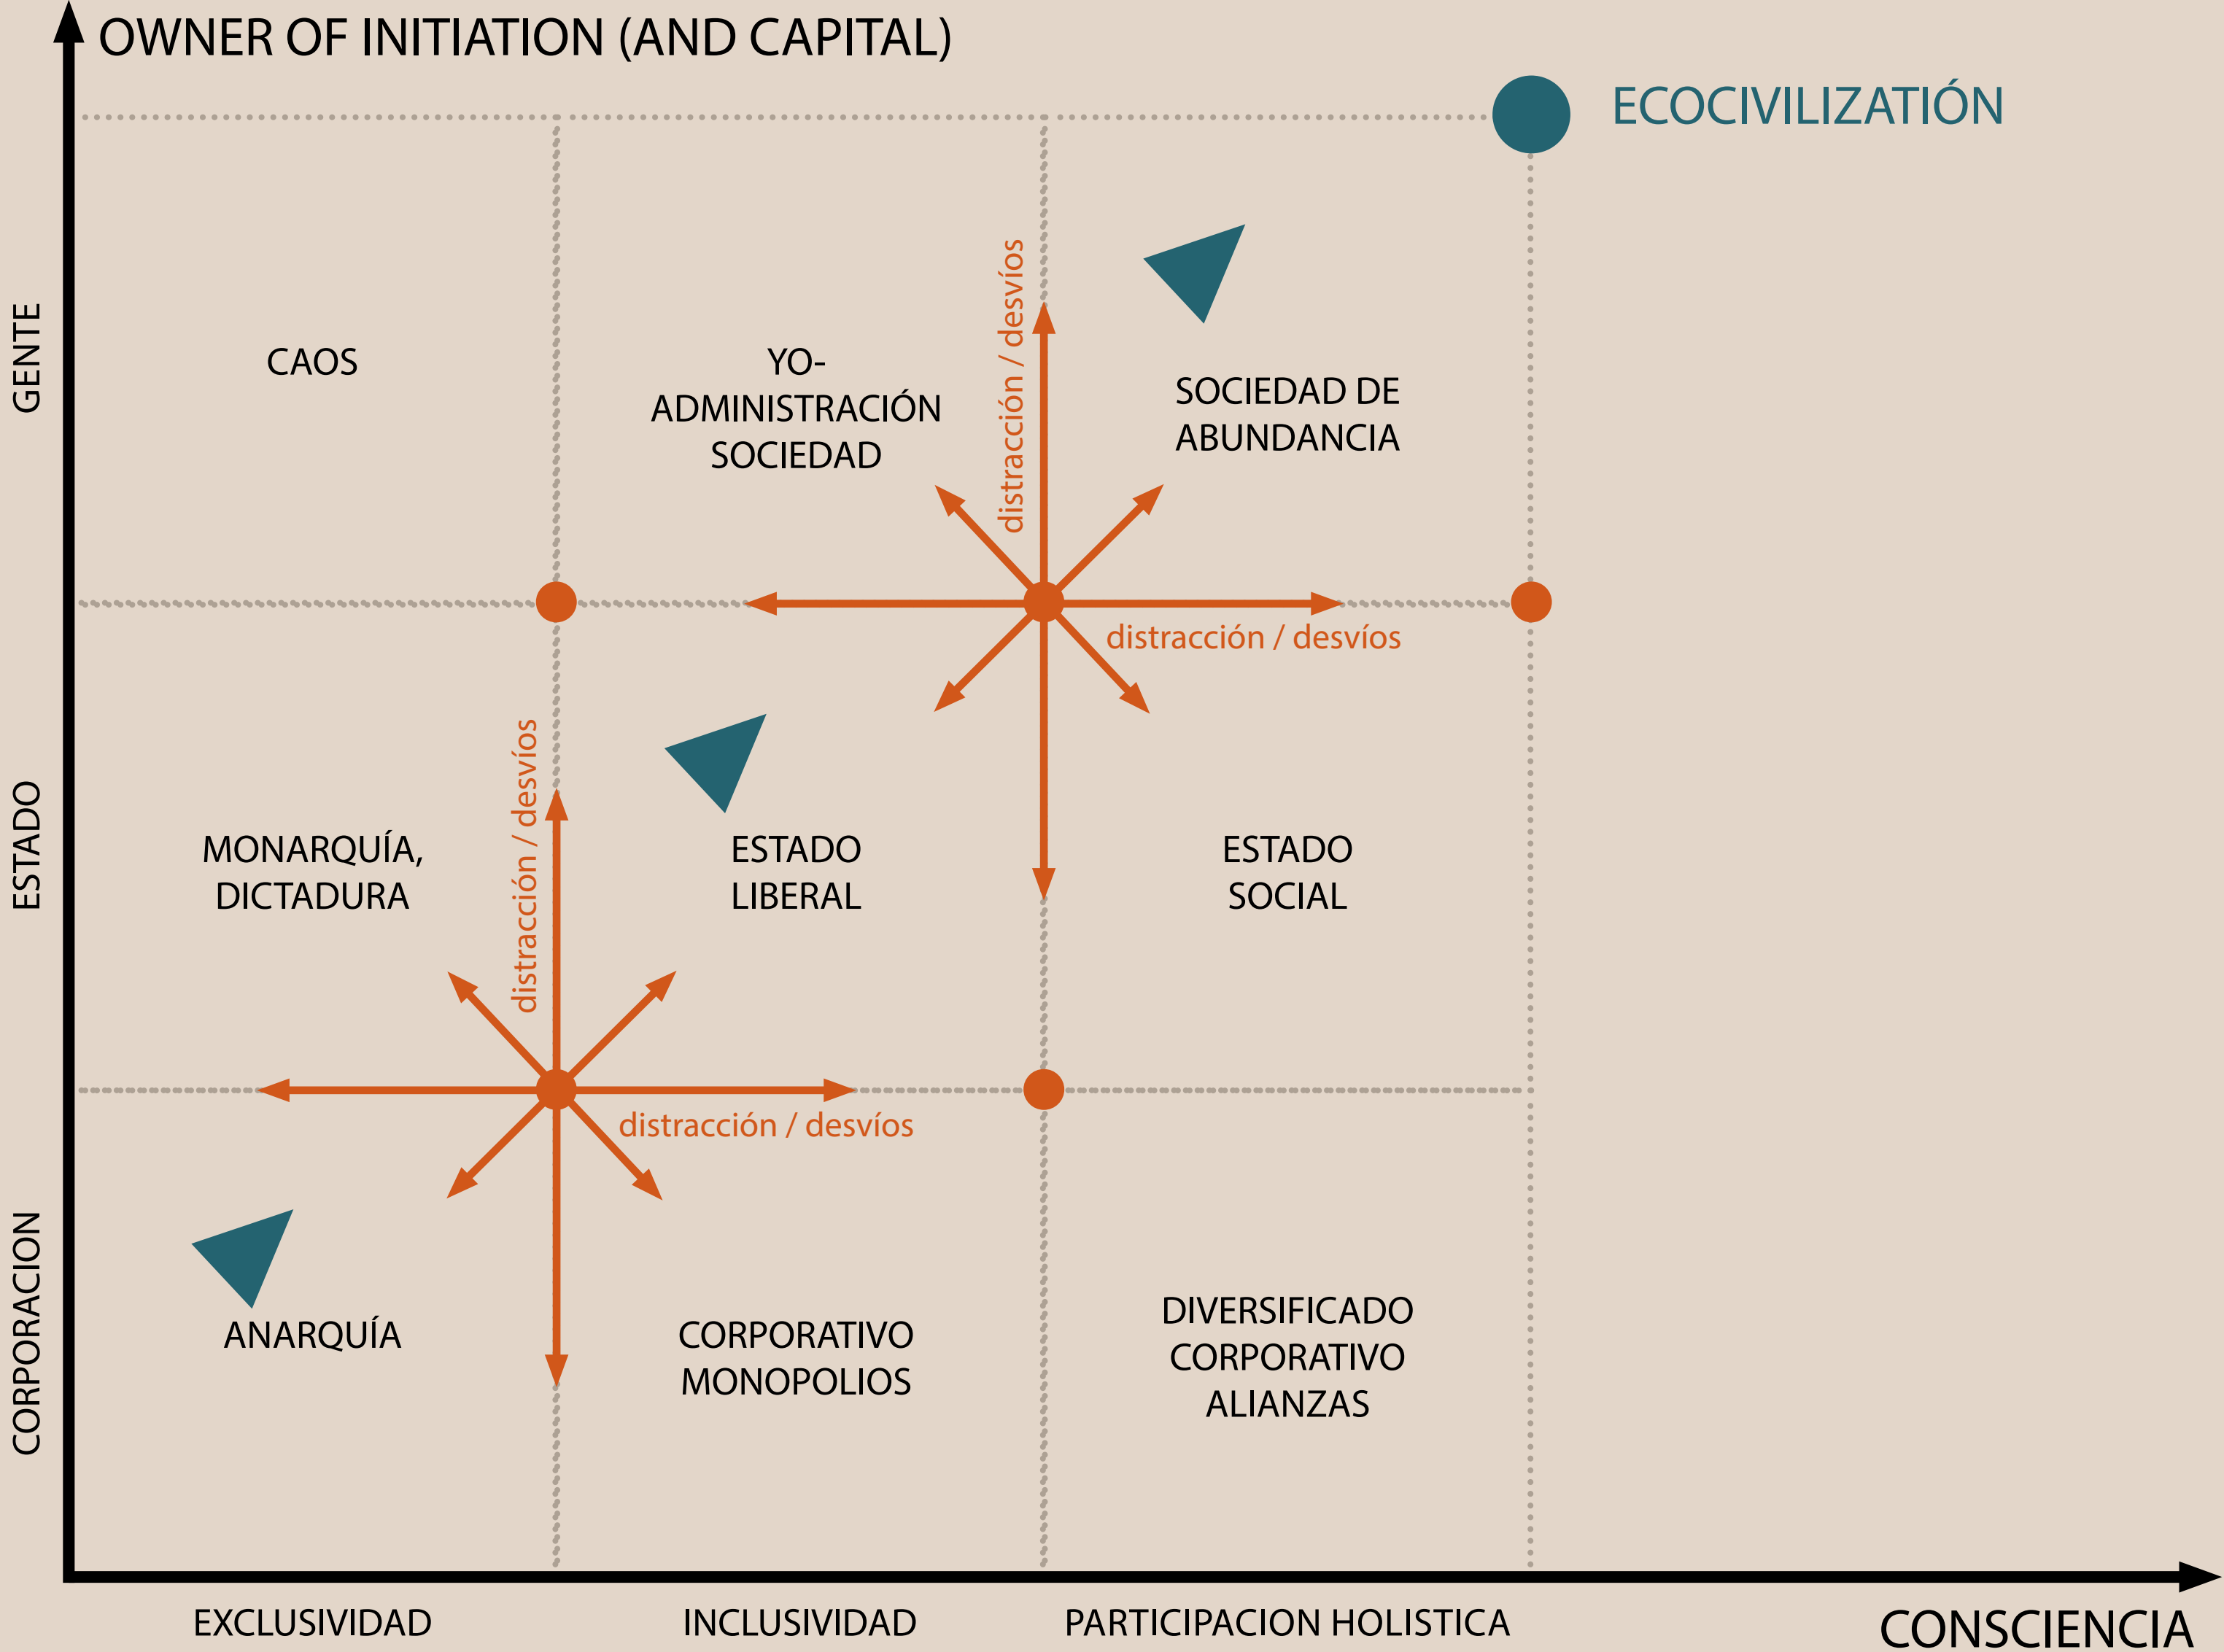 OWNER OF INITIATION (AND CAPITAL)
ECOCIVILIZATIÓN
GENTE
CAOS
YO-
ADMINISTRACIÓN
SOCIEDAD
distracción / desvíos
SOCIEDAD DE
ABUNDANCIA
distracción / desvíos
ESTADO
MONARQUÍA,
DICTADURA
distracción / desvíos
ESTADO
LIBERAL
ESTADO
SOCIAL
distracción / desvíos
CORPORACION
ANARQUÍA
CORPORATIVO
MONOPOLIOS
DIVERSIFICADO
CORPORATIVO
ALIANZAS
EXCLUSIVIDAD
INCLUSIVIDAD
PARTICIPACION HOLISTICA
CONSCIENCIA